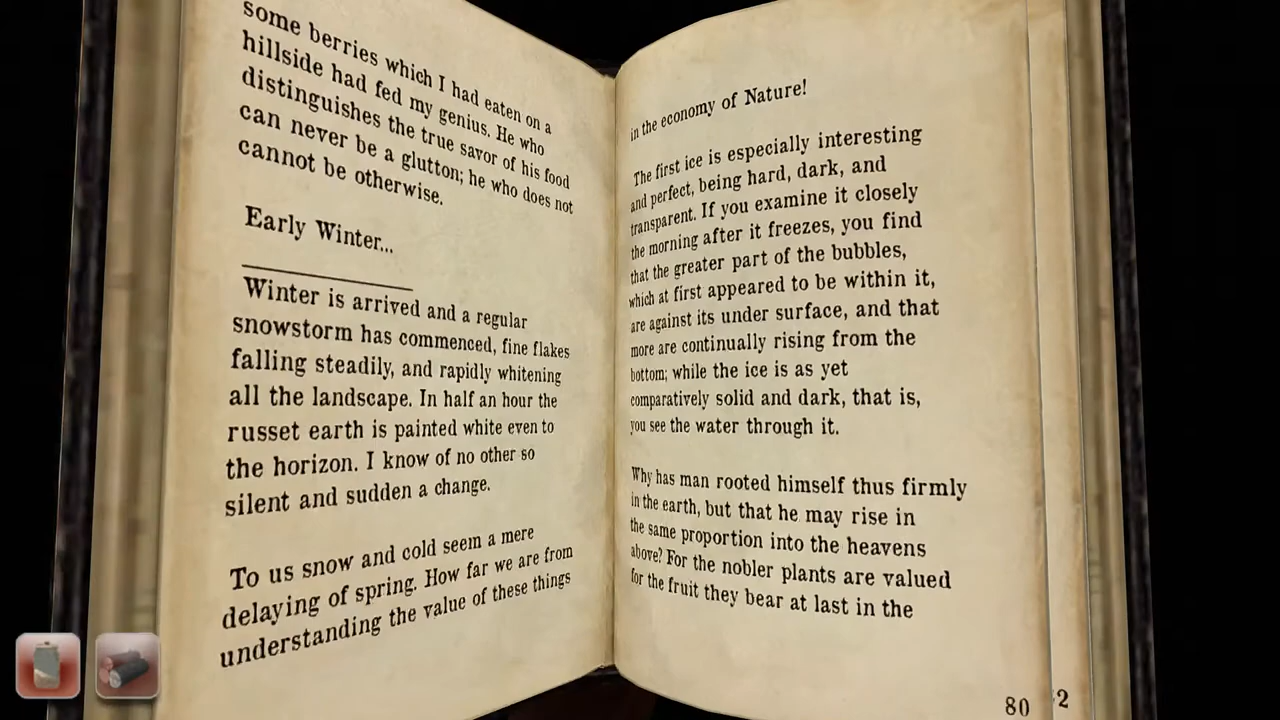 some berries which I had eaten on a
hillside had fed my genius. He who
distinguishes the true savor of his food
can never be a glutton; he who does not
cannot be otherwise.
Early Winter...
Winter is arrived and a regular
snowstorm has commenced, fine flakes
falling steadily, and rapidly whitening
all the landscape. In half an hour the
russet earth is painted white even to
the horizon. I know of no other so
silent and sudden a change.
To us snow and cold seem a mere
delaying of spring. How far we are from
understanding the value of these things
in the economy of Nature!
The first ice is especially interesting
and perfect, being hard, dark, and
transparent. If you examine it closely
the morning after it freezes, you find
that the greater part of the bubbles,
which at first appeared to be within it,
are against its under surface, and that
more are continually rising from the
bottom; while the ice is as yet
comparatively solid and dark, that is,
you see the water through it.
Why has man rooted himself thus firmly
in the earth, but that he may rise in
the same proportion into the heavens
above? For the nobler plants are valued
for the fruit they bear at last in the
80
2